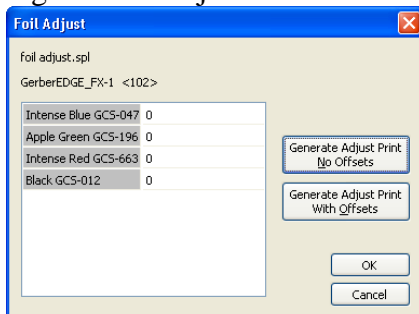 Foil Adjust
foil adjust.spl
GerberEDGE_FX-1 <102>
Intense Blue GCS-047 0
Apple Green GCS-196 0
Intense Red GCS-663 0
Black GCS-012 0
Generate Adjust Print
No Offsets
Generate Adjust Print
With Offsets
OK
Cancel